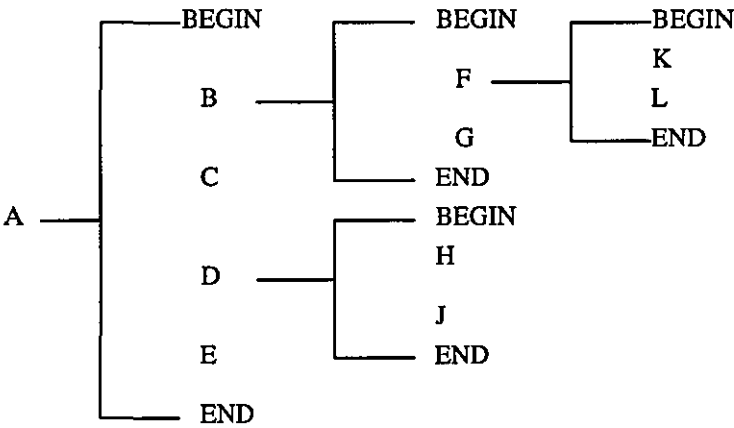 BEGIN BEGIN BEGIN
K
F
B L
G END
C END
A BEGIN
H
D
J
E END
END